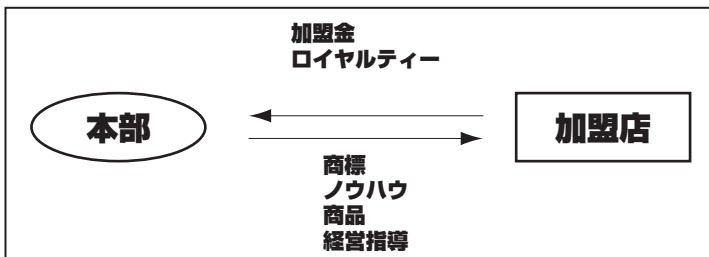 加盟金
ロイヤルティー
本部
加盟店
商標
ノウハウ
商品
経営指導